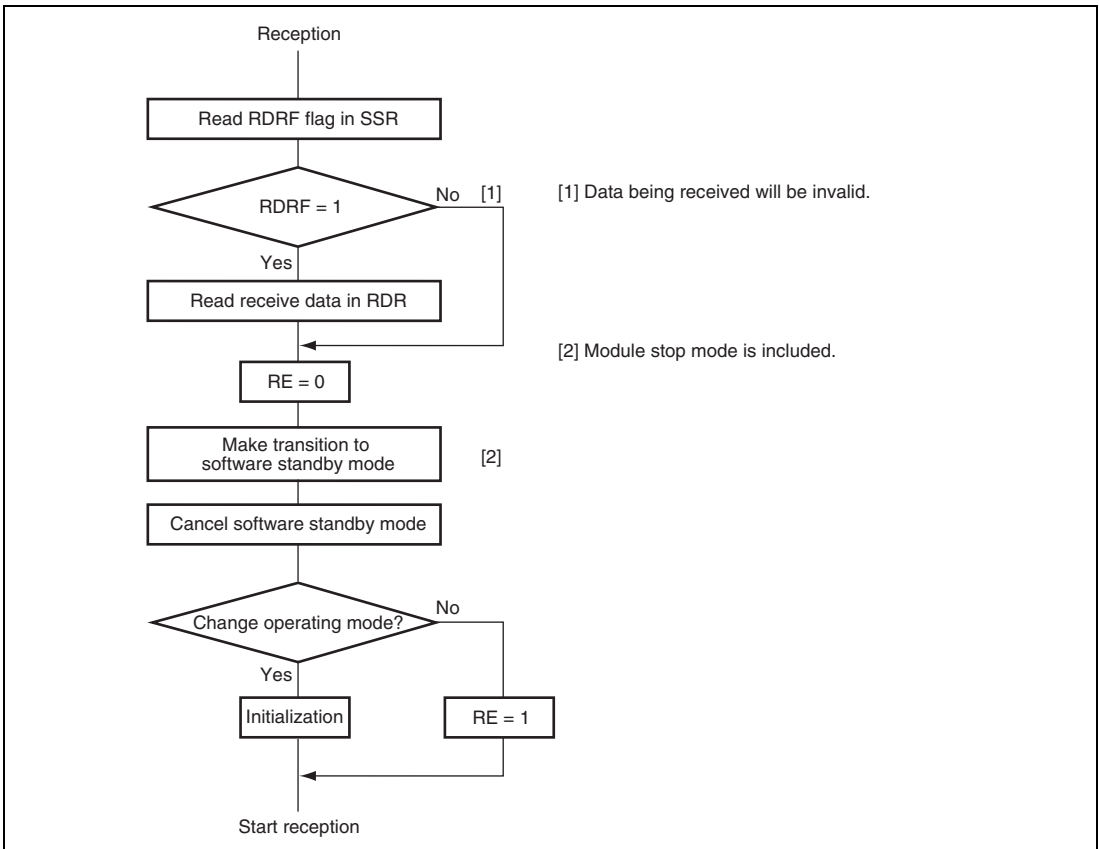 Reception
Read RDRF flag in SSR
RDRF = 1
No [1]
[1] Data being received will be invalid.
Yes
Read receive data in RDR
[2] Module stop mode is included.
RE = 0
Make transition to
software standby mode
[2]
Cancel software standby mode
Change operating mode?
No
Yes
Initialization
RE = 1
Start reception